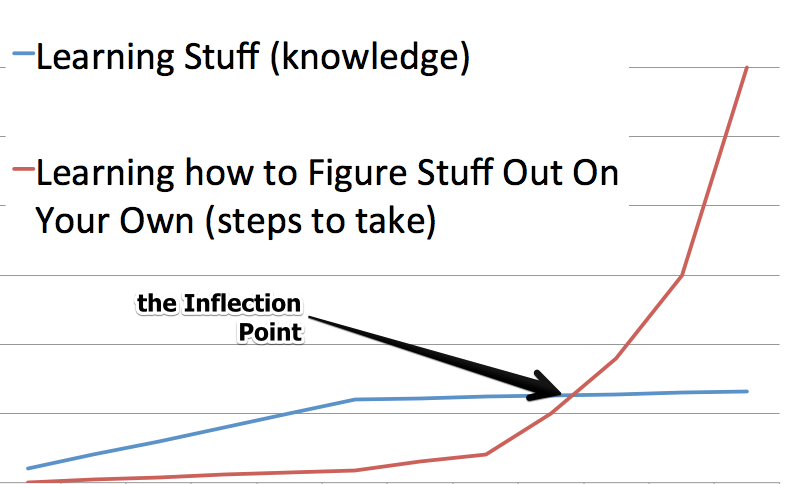 Learning Stuff (knowledge)
Learning how to Figure Stuff Out On
Your Own (steps to take)
the Inflection
Point